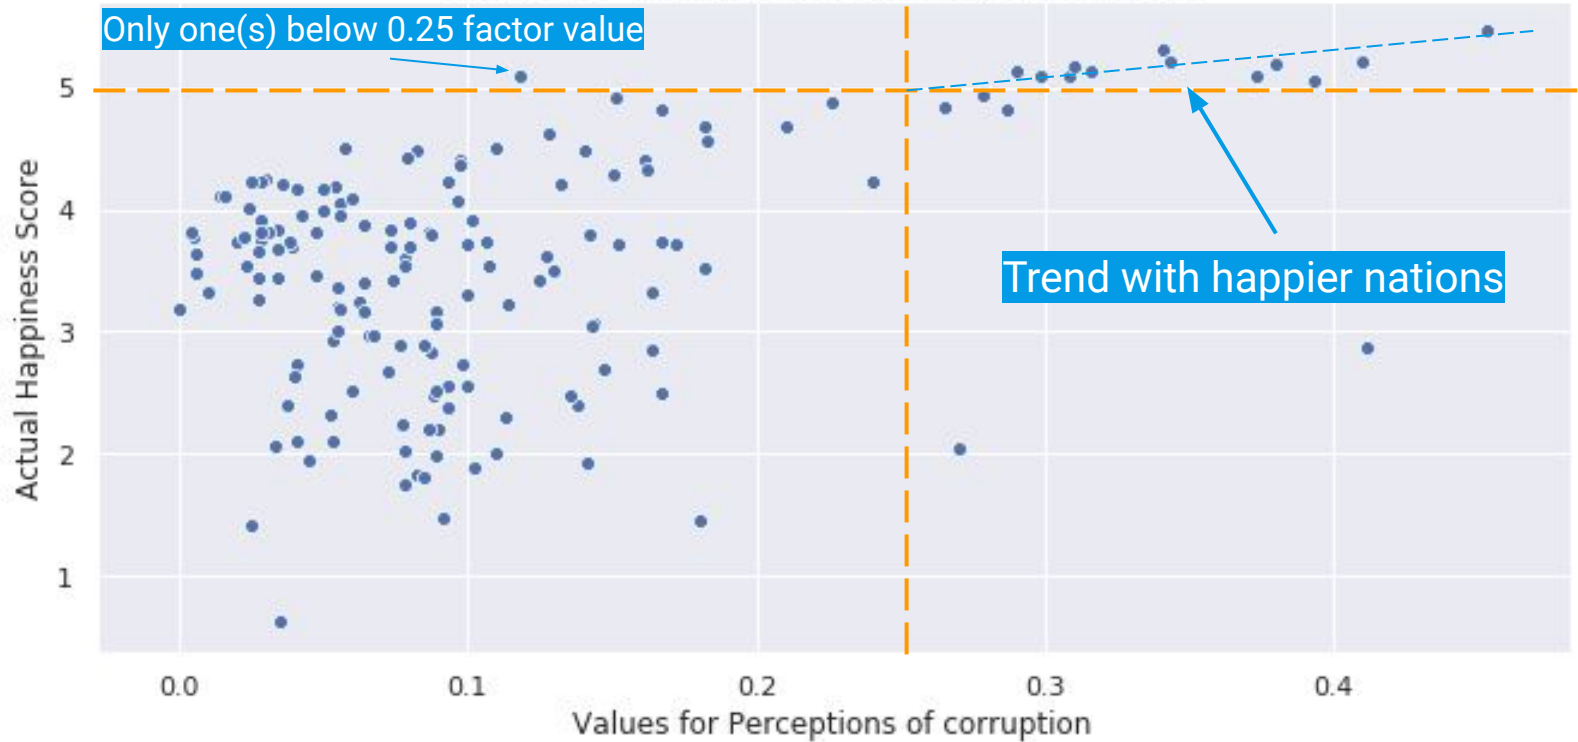 Only one(s) below 0.25 factor value
5
4
3
2
1
Actual Happiness Score
Trend with happier nations
0.0 0.1 0.2 0.3 0.4
Values for Perceptions of corruption